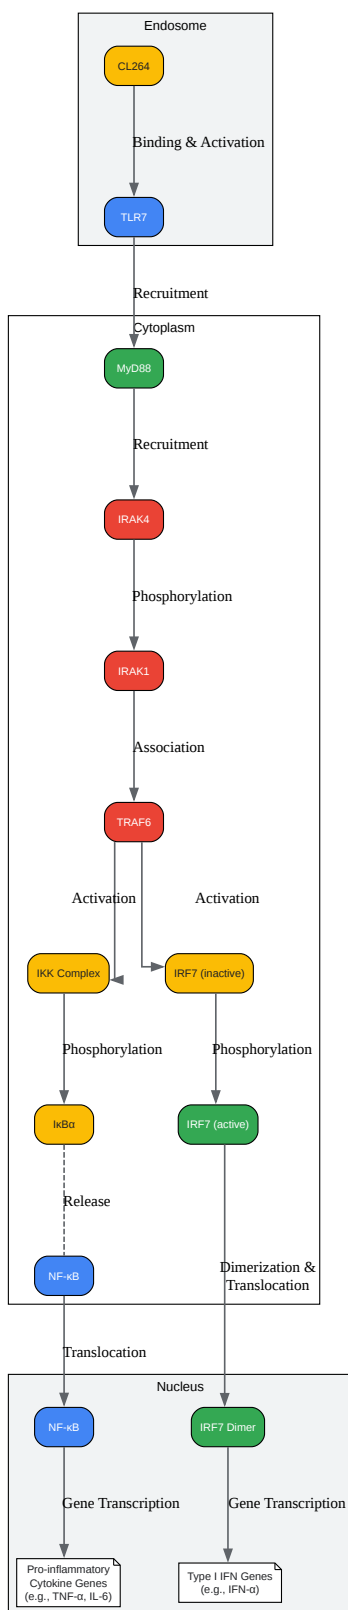 Endosome
CL264
Binding & Activation
TLR7
Recruitment
Cytoplasm
MyD88
Recruitment
IRAK4
Phosphorylation
IRAK1
Association
TRAF6
Activation
Activation
IKK Complex
IRF7 (inactive)
Phosphorylation
Phosphorylation
IκBα
IRF7 (active)
Release
NF-κB
Dimerization &
Translocation
Translocation
Nucleus
NF-κB
IRF7 Dimer
Gene Transcription
Gene Transcription
Pro-inflammatory
Cytokine Genes
(e.g., TNF-α, IL-6)
Type I IFN Genes
(e.g., IFN-α)